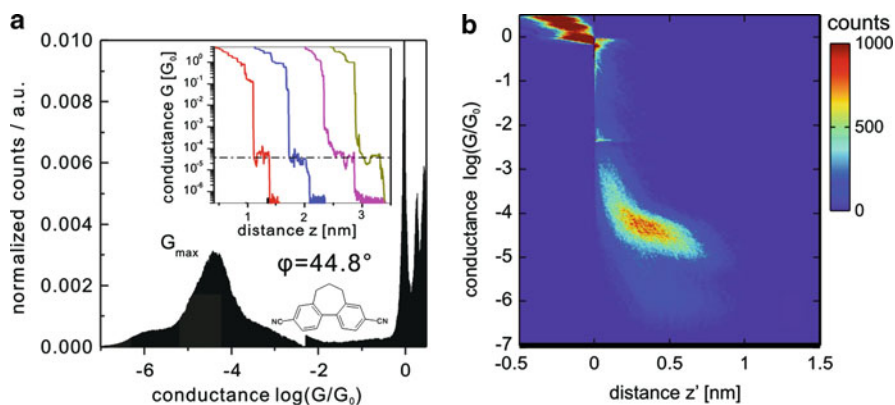 a
0.010
0.008
0.006
0.004
0.002
0.000
normalized counts / a.u.
-6
-4
-2
0
conductance log(G/G₀)
conductance G [G₀]
10⁰
10⁻¹
10⁻²
10⁻³
10⁻⁴
10⁻⁵
10⁻⁶
1
2
3
distance z [nm]
Gmax
φ=44.8°
NC
CN
b
counts
1000
500
0
conductance log(G/G₀)
0
-1
-2
-3
-4
-5
-6
-7
-0.5
0
0.5
1
1.5
distance z' [nm]